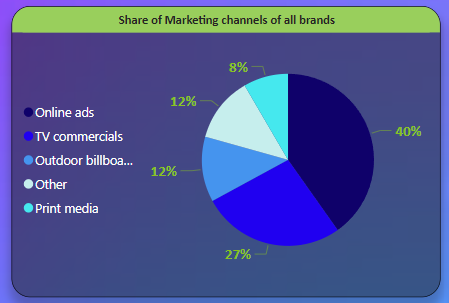 Share of Marketing channels of all brands
Online ads
TV commercials
Outdoor billboa...
Other
Print media
8%
12%
12%
27%
40%